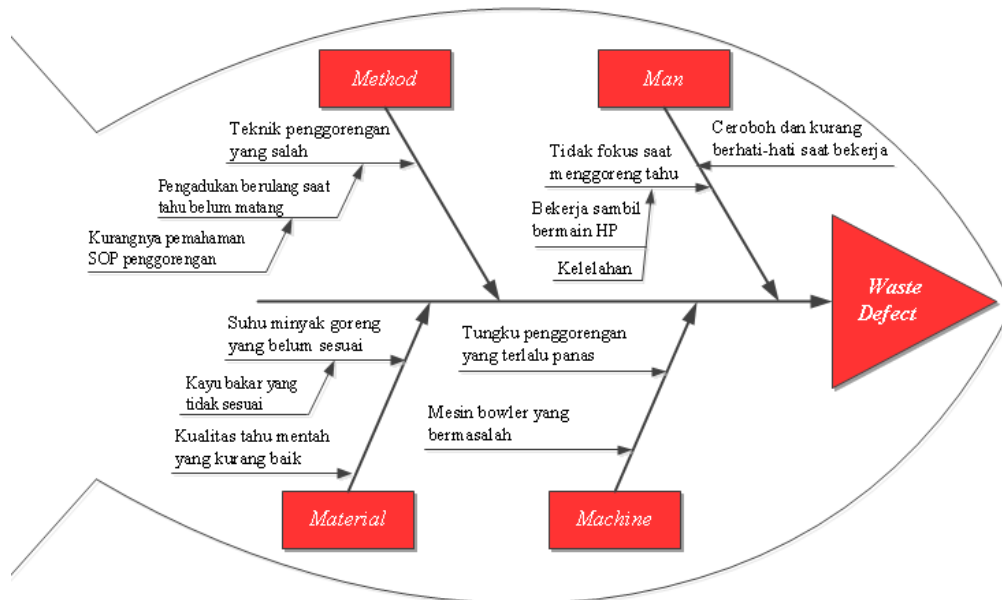 Method
Man
Teknik penggorengan
yang salah
Pengadukan berulang saat
tahu belum matang
Kurangnya pemahaman
SOP penggorengan
Ceroboh dan kurang
berhati-hati saat bekerja
Tidak fokus saat
menggoreng tahu
Bekerja sambil
bermain HP
Kelelahan
Waste
Defect
Suhu minyak goreng
yang belum sesuai
Kayu bakar yang
tidak sesuai
Kualitas tahu mentah
yang kurang baik
Tungku penggorengan
yang terlalu panas
Mesin bowler yang
bermasalah
Material
Machine